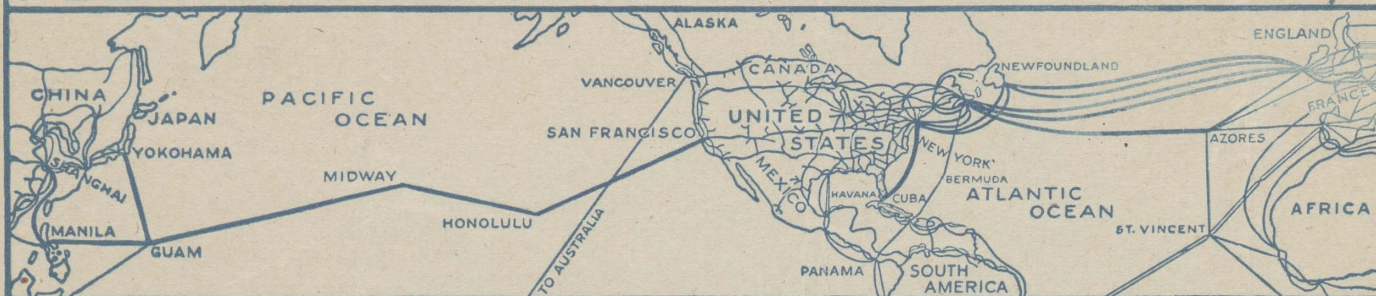 ALASKA
ENGLAND
CANADA
NEWFOUNDLAND
VANCOUVER
CHINA
PACIFIC
OCEAN
FRANCE
JAPAN
UNITED
STATES
SAN FRANCISCO
AZORES
YOKOHAMA
SHANGHAI
NEW YORK
MIDWAY
MEXICO
BERMUDA
HAVANA
CUBA
ATLANTIC
OCEAN
AFRICA
HONOLULU
MANILA
ST. VINCENT
GUAM
TO AUSTRALIA
PANAMA
SOUTH
AMERICA